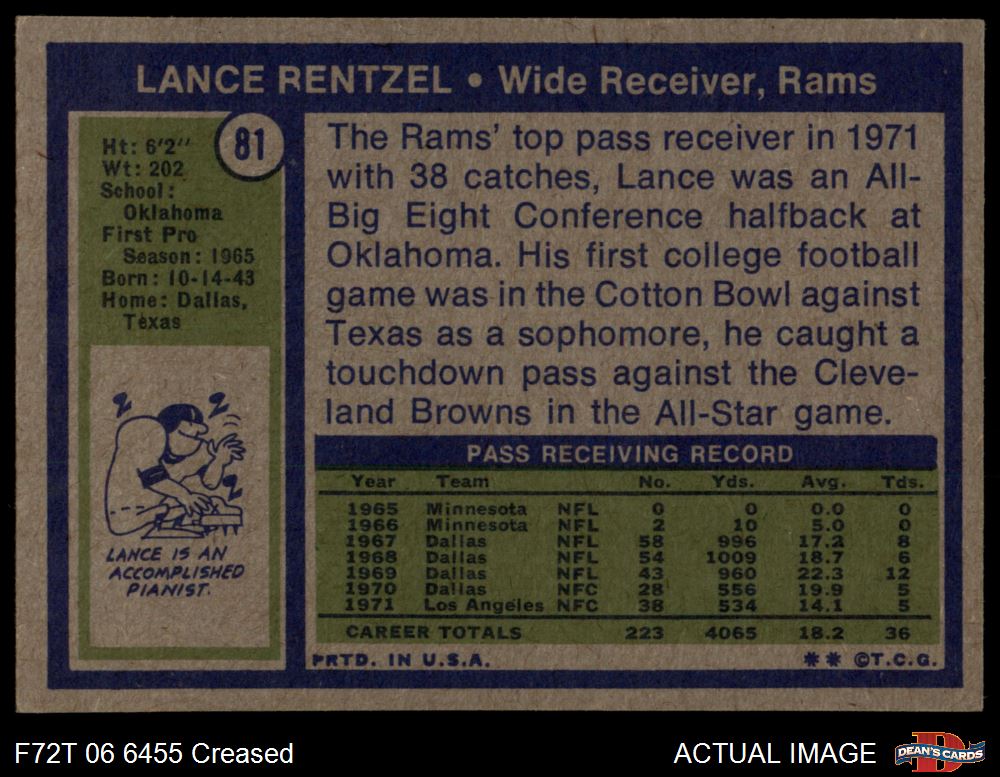 LANCE RENTZEL • Wide Receiver, Rams
81
Ht: 6'2''
Wt: 202
School:
Oklahoma
First Pro
Season: 1965
Born: 10-14-43
Home: Dallas,
Texas
The Rams' top pass receiver in 1971
with 38 catches, Lance was an All-
Big Eight Conference halfback at
Oklahoma. His first college football
game was in the Cotton Bowl against
Texas as a sophomore, he caught a
touchdown pass against the Cleve-
land Browns in the All-Star game.
Z Z
Z
LANCE IS AN
ACCOMPLISHED
PIANIST.
PASS RECEIVING RECORD
Year Team No. Yds. Avg. Tds.
1965 Minnesota NFL 0 0 0.0 0
1966 Minnesota NFL 2 10 5.0 0
1967 Dallas NFL 58 996 17.2 8
1968 Dallas NFL 54 1009 18.7 6
1969 Dallas NFL 43 960 22.3 12
1970 Dallas NFC 28 556 19.9 5
1971 Los Angeles NFC 38 534 14.1 5
CAREER TOTALS 223 4065 18.2 36
PRTD. IN U.S.A. ** ©T.C.G.
F72T 06 6455 Creased ACTUAL IMAGE DEAN'S CARDS